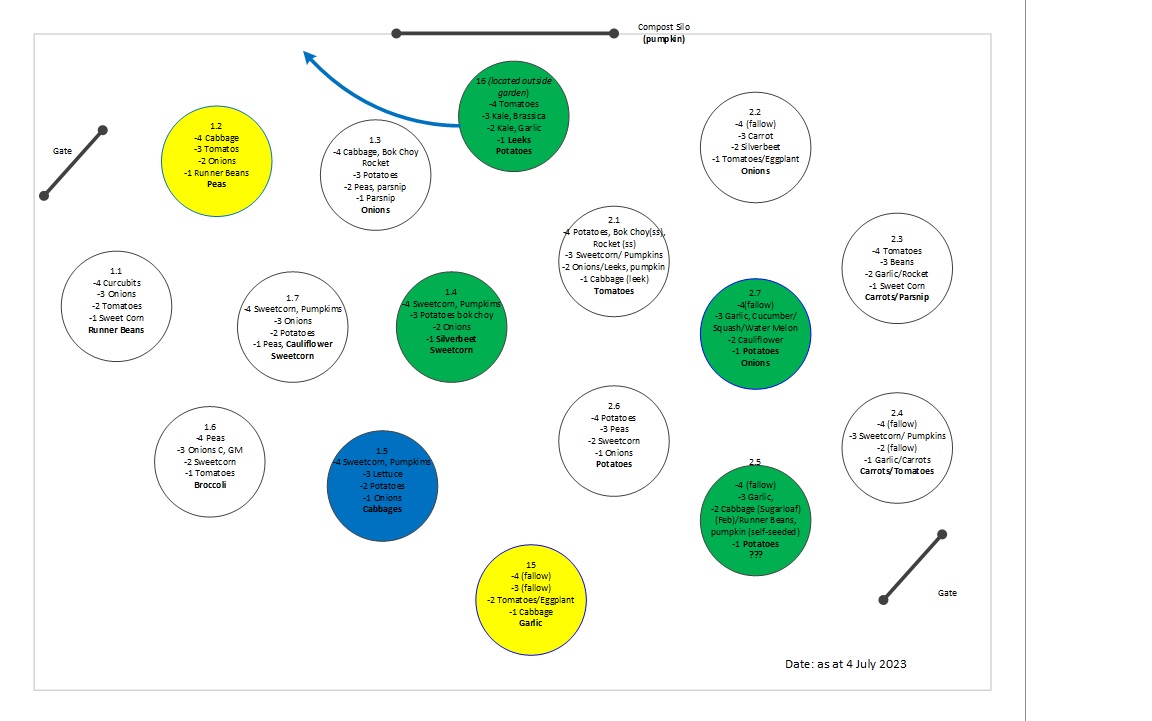 Compost Silo
(pumpkin)
16 (located outside
garden)
-4 Tomatoes
-3 Kale, Brassica
-2 Kale, Garlic
-1 Leeks
Potatoes
Gate
1.2
-4 Cabbage
-3 Tomatos
-2 Onions
-1 Runner Beans
Peas
1.3
-4 Cabbage, Bok Choy
Rocket
-3 Potatoes
-2 Peas, parsnip
-1 Parsnip
Onions
2.2
-4 (fallow)
-3 Carrot
-2 Silverbeet
-1 Tomatoes/Eggplant
Onions
2.1
-4 Potatoes, Bok Choy(ss),
Rocket (ss)
-3 Sweetcorn/ Pumpkins
-2 Onions/Leeks, pumpkin
-1 Cabbage (leek)
Tomatoes
2.3
-4 Tomatoes
-3 Beans
-2 Garlic/Rocket
-1 Sweet Corn
Carrots/Parsnip
1.1
-4 Curcubits
-3 Onions
-2 Tomatoes
-1 Sweet Corn
Runner Beans
1.7
-4 Sweetcorn, Pumpkims
-3 Onions
-2 Potatoes
-1 Peas, Cauliflower
Sweetcorn
1.4
-4 Sweetcorn, Pumpkims
-3 Potatoes bok choy
-2 Onions
-1 Silverbeet
Sweetcorn
2.7
-4(fallow)
-3 Garlic, Cucumber/
Squash/Water Melon
-2 Cauliflower
-1 Potatoes
Onions
1.6
-4 Peas
-3 Onions C, GM
-2 Sweetcorn
-1 Tomatoes
Broccoli
1.5
-4 Sweetcorn, Pumpkims
-3 Lettuce
-2 Potatoes
-1 Onions
Cabbages
2.6
-4 Potatoes
-3 Peas
-2 Sweetcorn
-1 Onions
Potatoes
2.4
-4 (fallow)
-3 Sweetcorn/ Pumpkins
-2 (fallow)
-1 Garlic/Carrots
Carrots/Tomatoes
2.5
-4 (fallow)
-3 Garlic,
-2 Cabbage (Sugarloaf)
(Feb)/Runner Beans,
pumpkin (self-seeded)
-1 Potatoes
???
15
-4 (fallow)
-3 (fallow)
-2 Tomatoes/Eggplant
-1 Cabbage
Garlic
Gate
Date: as at 4 July 2023